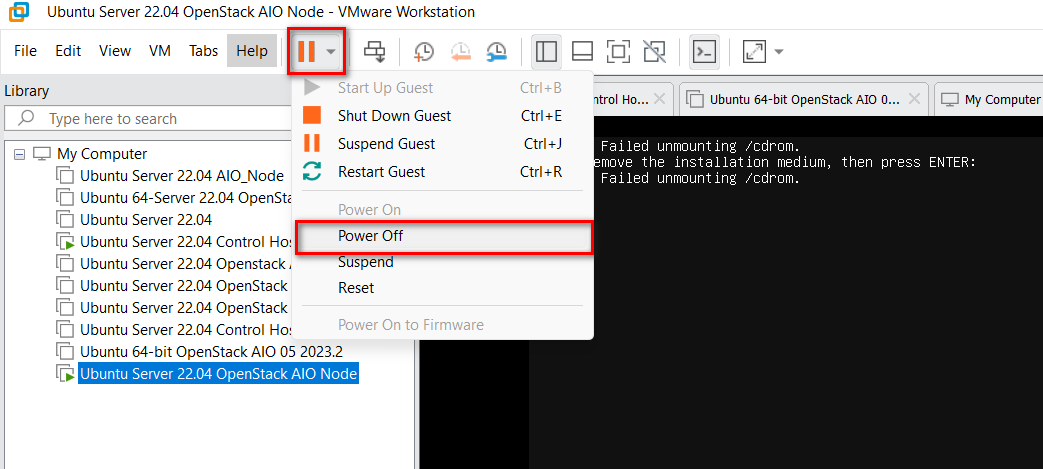 Ubuntu Server 22.04 OpenStack AIO Node - VMware Workstation
File Edit View VM Tabs Help
Library
Type here to search
My Computer
Ubuntu Server 22.04 AIO_Node
Ubuntu 64-Server 22.04 OpenSta
Ubuntu Server 22.04
Ubuntu Server 22.04 Control Hos
Ubuntu Server 22.04 Openstack A
Ubuntu Server 22.04 OpenStack
Ubuntu Server 22.04 OpenStack
Ubuntu Server 22.04 Control Hos
Ubuntu 64-bit OpenStack AIO 05 2023.2
Ubuntu Server 22.04 OpenStack AIO Node
Start Up Guest Ctrl+B
Shut Down Guest Ctrl+E
Suspend Guest Ctrl+J
Restart Guest Ctrl+R
Power On
Power Off
Suspend
Reset
Power On to Firmware
ntrol Ho...
Ubuntu 64-bit OpenStack AIO 0...
My Computer
Failed unmounting /cdrom.
emove the installation medium, then press ENTER:
Failed unmounting /cdrom.